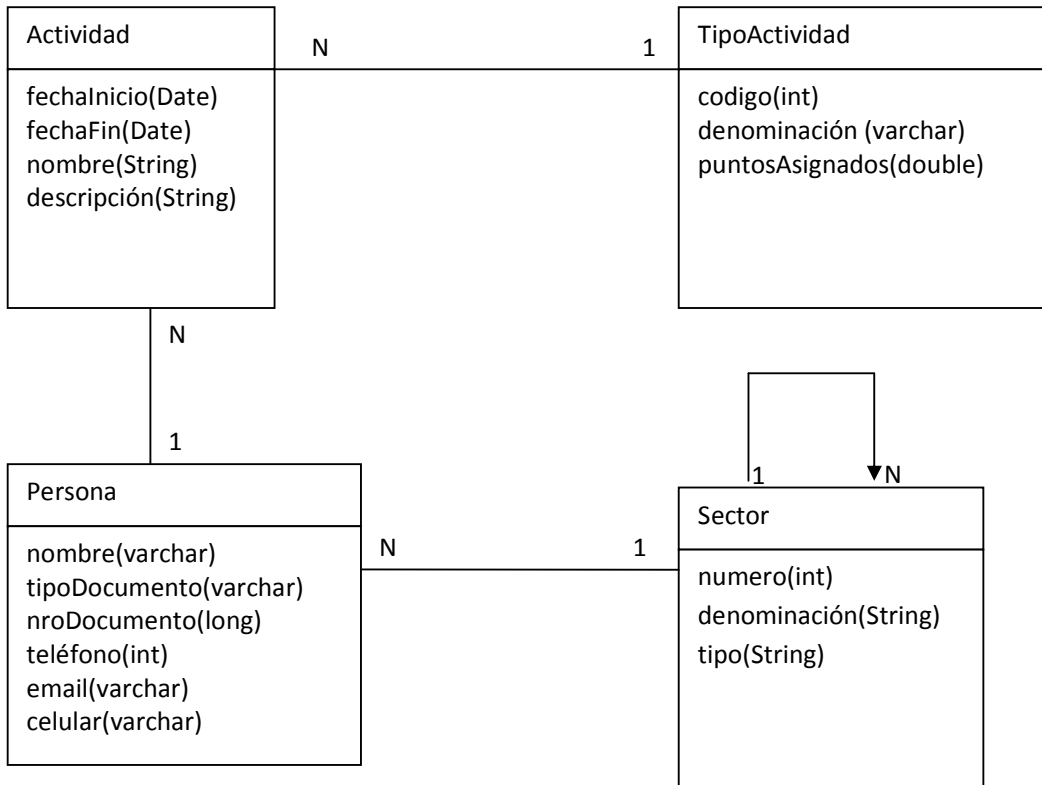 Actividad
fechaInicio(Date)
fechaFin(Date)
nombre(String)
descripción(String)
N
1
TipoActividad
codigo(int)
denominación (varchar)
puntosAsignados(double)
N
1
Persona
nombre(varchar)
tipoDocumento(varchar)
nroDocumento(long)
teléfono(int)
email(varchar)
celular(varchar)
N
1
1
N
Sector
numero(int)
denominación(String)
tipo(String)